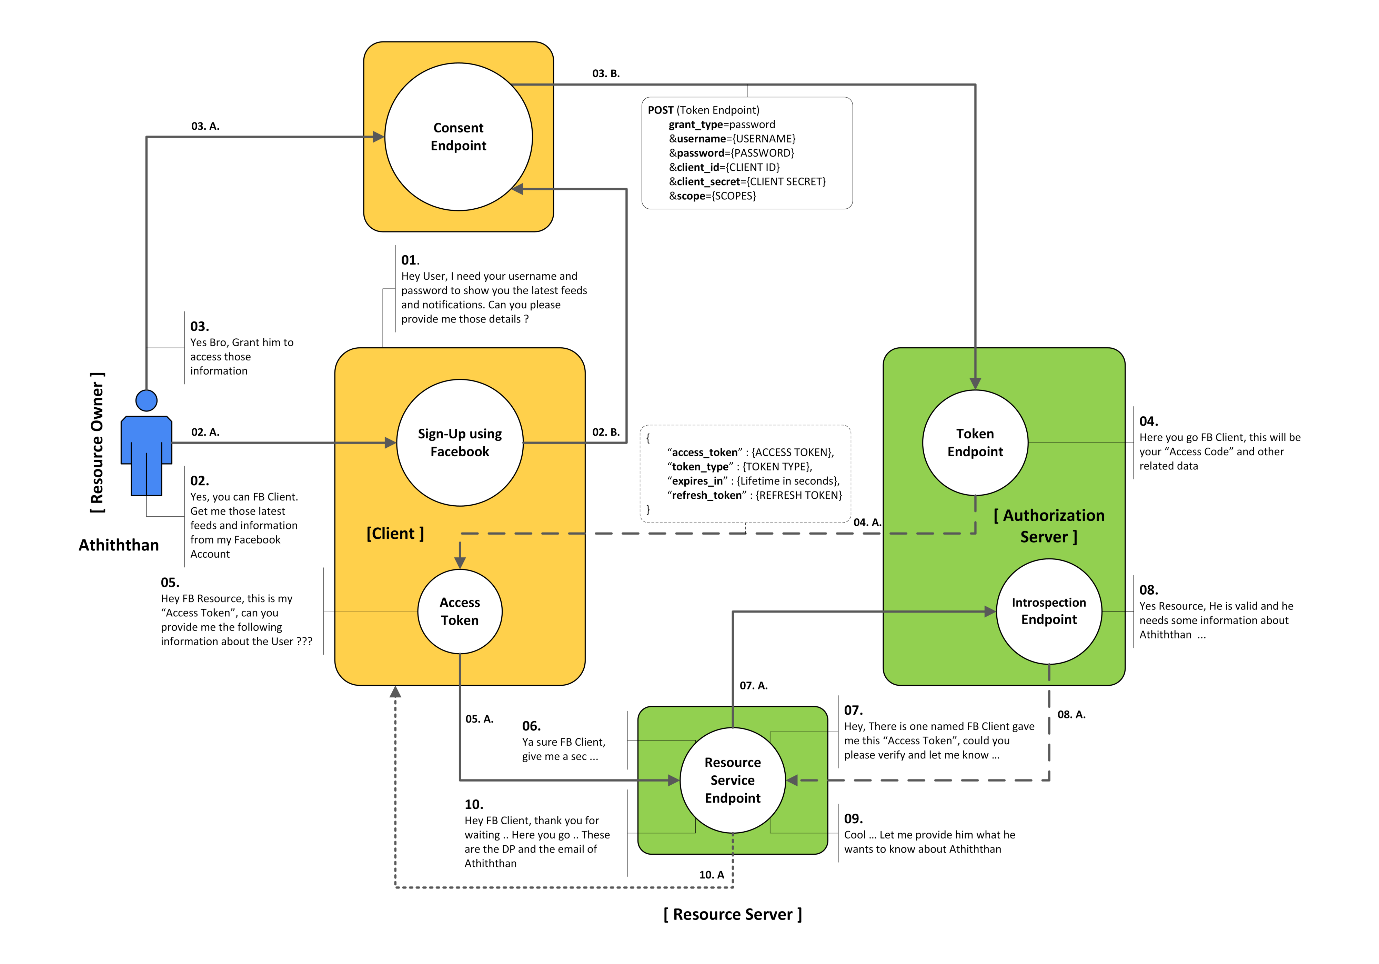 03. B.
POST (Token Endpoint)
grant_type=password
&username={USERNAME}
&password={PASSWORD}
&client_id={CLIENT ID}
&client_secret={CLIENT SECRET}
&scope={SCOPES}
03. A.
Consent
Endpoint
01.
Hey User, I need your username and
password to show you the latest feeds
and notifications. Can you please
provide me those details ?
03.
Yes Bro, Grant him to
access those
information
[ Resource Owner ]
Athiththan
02. A.
02.
Yes, you can FB Client.
Get me those latest
feeds and information
from my Facebook
Account
Sign-Up using
Facebook
02. B.
[Client ]
{
“access_token” : {ACCESS TOKEN},
“token_type” : {TOKEN TYPE},
“expires_in” : {Lifetime in seconds},
“refresh_token” : {REFRESH TOKEN}
}
04. A.
Token
Endpoint
04.
Here you go FB Client, this will be
your “Access Code” and other
related data
[ Authorization
Server ]
05.
Hey FB Resource, this is my
“Access Token”, can you
provide me the following
information about the User ???
Access
Token
Introspection
Endpoint
08.
Yes Resource, He is valid and he
needs some information about
Athiththan ...
05. A.
07. A.
08. A.
06.
Ya sure FB Client,
give me a sec ...
07.
Hey, There is one named FB Client gave
me this “Access Token”, could you
please verify and let me know ...
Resource
Service
Endpoint
10.
Hey FB Client, thank you for
waiting .. Here you go .. These
are the DP and the email of
Athiththan
09.
Cool ... Let me provide him what he
wants to know about Athiththan
10. A
[ Resource Server ]